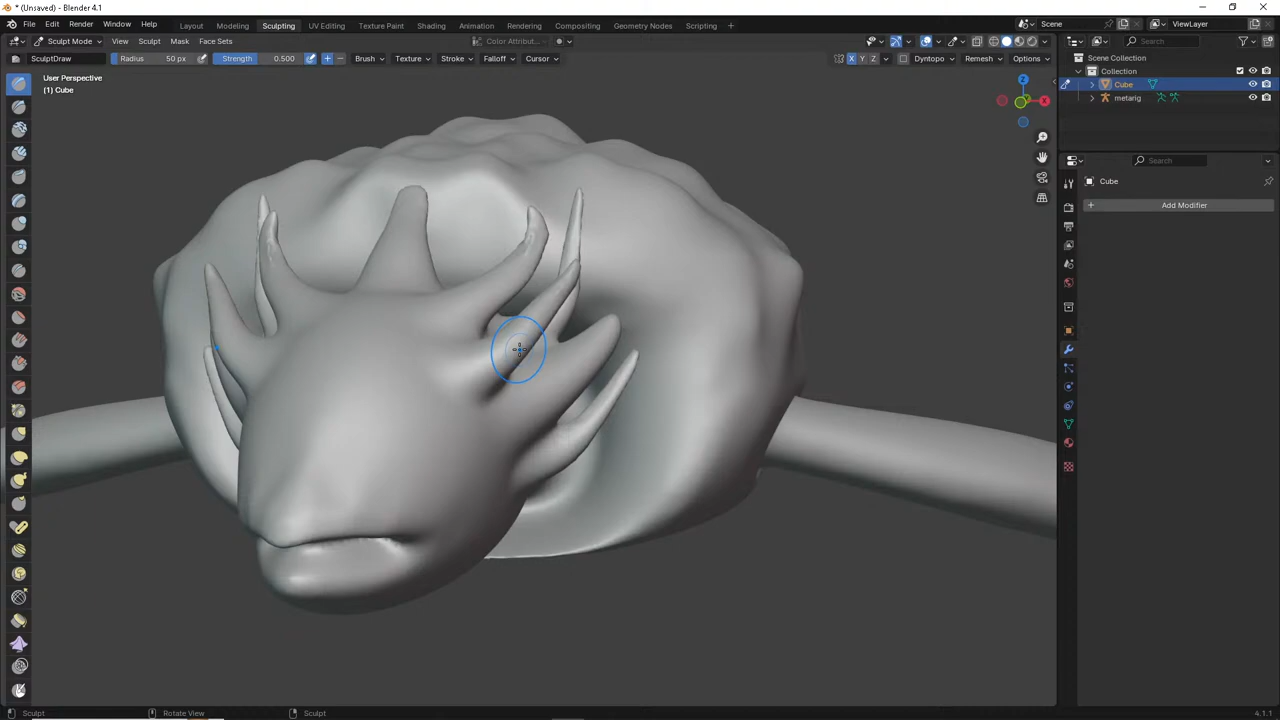 * (Unsaved) - Blender 4.1
File Edit Render Window Help Layout Modeling Sculpting UV Editing Texture Paint Shading Animation Rendering Compositing Geometry Nodes Scripting + Scene ViewLayer
Sculpt Mode View Sculpt Mask Face Sets Color Attribut... Search
SculptDraw Radius 50 px Strength 0.500 Brush Texture Stroke Falloff Cursor X Y Z Dyntopo Remesh Options Scene Collection
Collection
User Perspective
(1) Cube
Cube
metarig
Search
Cube
Add Modifier
Sculpt Rotate View Sculpt 4.1.1